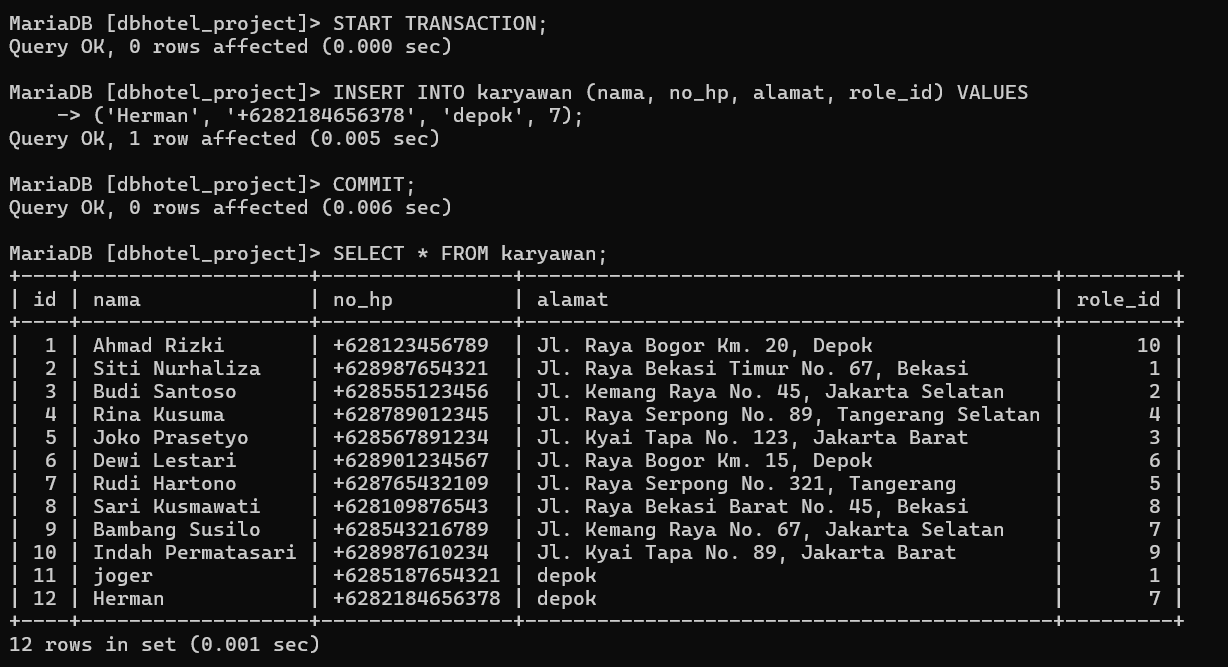 MariaDB [dbhotel_project]> START TRANSACTION;
Query OK, 0 rows affected (0.000 sec)

MariaDB [dbhotel_project]> INSERT INTO karyawan (nama, no_hp, alamat, role_id) VALUES
    -> ('Herman', '+6282184656378', 'depok', 7);
Query OK, 1 row affected (0.005 sec)

MariaDB [dbhotel_project]> COMMIT;
Query OK, 0 rows affected (0.006 sec)

MariaDB [dbhotel_project]> SELECT * FROM karyawan;
+----+-------------------+----------------+--------------------------------------------+---------+
| id | nama              | no_hp          | alamat                                     | role_id |
+----+-------------------+----------------+--------------------------------------------+---------+
|  1 | Ahmad Rizki       | +628123456789  | Jl. Raya Bogor Km. 20, Depok               |      10 |
|  2 | Siti Nurhaliza    | +628987654321  | Jl. Raya Bekasi Timur No. 67, Bekasi       |       1 |
|  3 | Budi Santoso      | +628555123456  | Jl. Kemang Raya No. 45, Jakarta Selatan    |       2 |
|  4 | Rina Kusuma       | +628789012345  | Jl. Raya Serpong No. 89, Tangerang Selatan |       4 |
|  5 | Joko Prasetyo     | +628567891234  | Jl. Kyai Tapa No. 123, Jakarta Barat       |       3 |
|  6 | Dewi Lestari      | +628901234567  | Jl. Raya Bogor Km. 15, Depok               |       6 |
|  7 | Rudi Hartono      | +628765432109  | Jl. Raya Serpong No. 321, Tangerang        |       5 |
|  8 | Sari Kusmawati    | +628109876543  | Jl. Raya Bekasi Barat No. 45, Bekasi       |       8 |
|  9 | Bambang Susilo    | +628543216789  | Jl. Kemang Raya No. 67, Jakarta Selatan    |       7 |
| 10 | Indah Permatasari | +628987610234  | Jl. Kyai Tapa No. 89, Jakarta Barat        |       9 |
| 11 | joger             | +6285187654321 | depok                                      |       1 |
| 12 | Herman            | +6282184656378 | depok                                      |       7 |
+----+-------------------+----------------+--------------------------------------------+---------+
12 rows in set (0.001 sec)